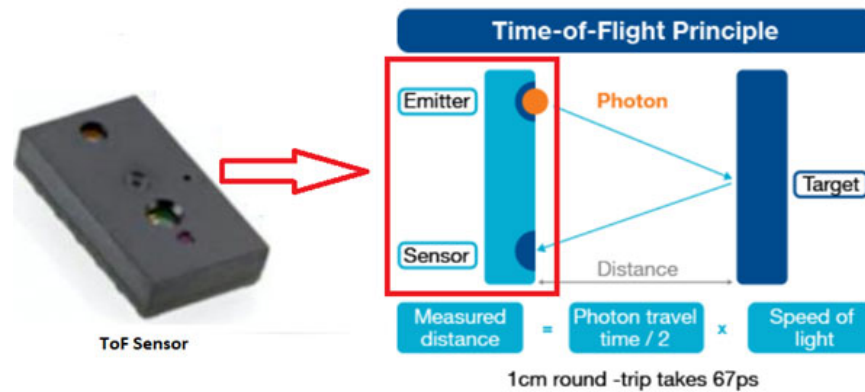 Time-of-Flight Principle
Emitter
Photon
Target
Sensor
Distance
Measured
distance
=
Photon travel
time / 2
x
Speed of
light
ToF Sensor
1cm round -trip takes 67ps